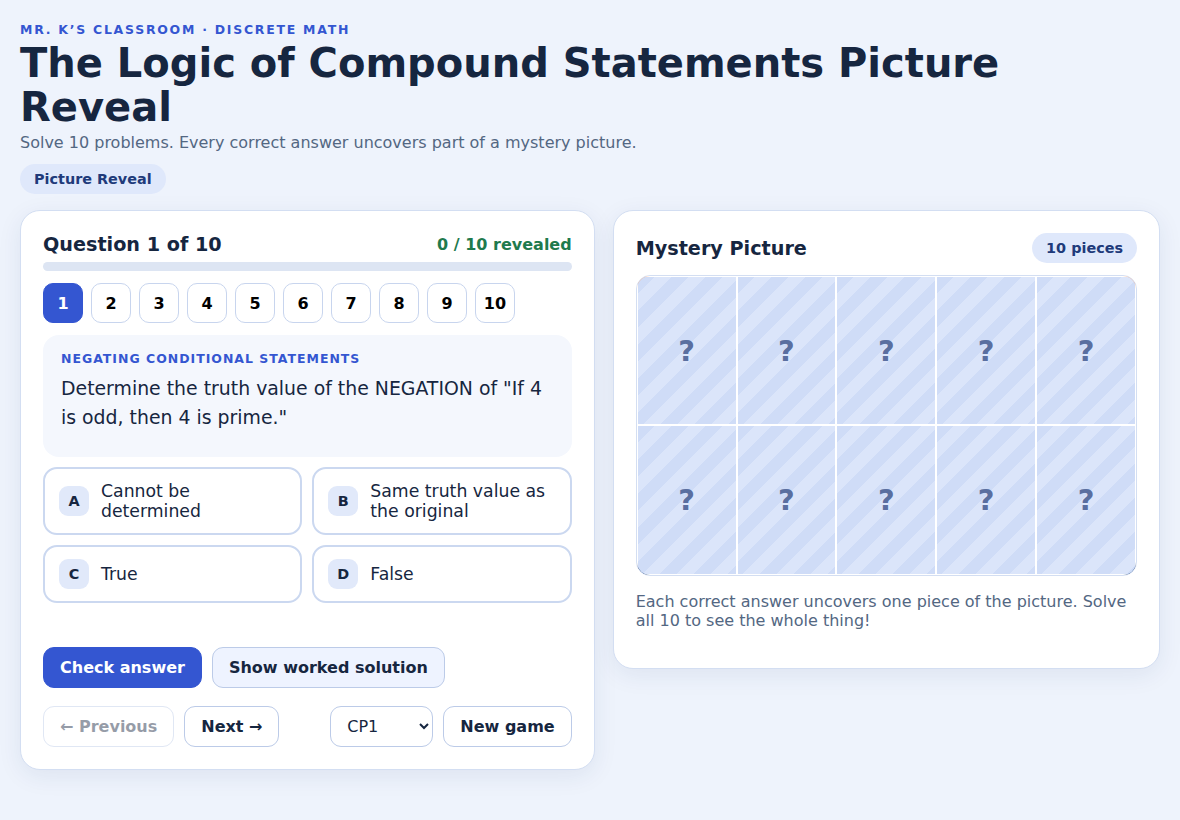 MR. K’S CLASSROOM · DISCRETE MATH
The Logic of Compound Statements Picture
Reveal
Solve 10 problems. Every correct answer uncovers part of a mystery picture.
Picture Reveal
Question 1 of 10
0 / 10 revealed
1 2 3 4 5 6 7 8 9 10
NEGATING CONDITIONAL STATEMENTS
Determine the truth value of the NEGATION of "If 4
is odd, then 4 is prime."
A Cannot be
determined
B Same truth value as
the original
C True
D False
Check answer
Show worked solution
← Previous
Next →
CP1
New game
Mystery Picture
10 pieces
? ? ? ? ?
? ? ? ? ?
Each correct answer uncovers one piece of the picture. Solve
all 10 to see the whole thing!